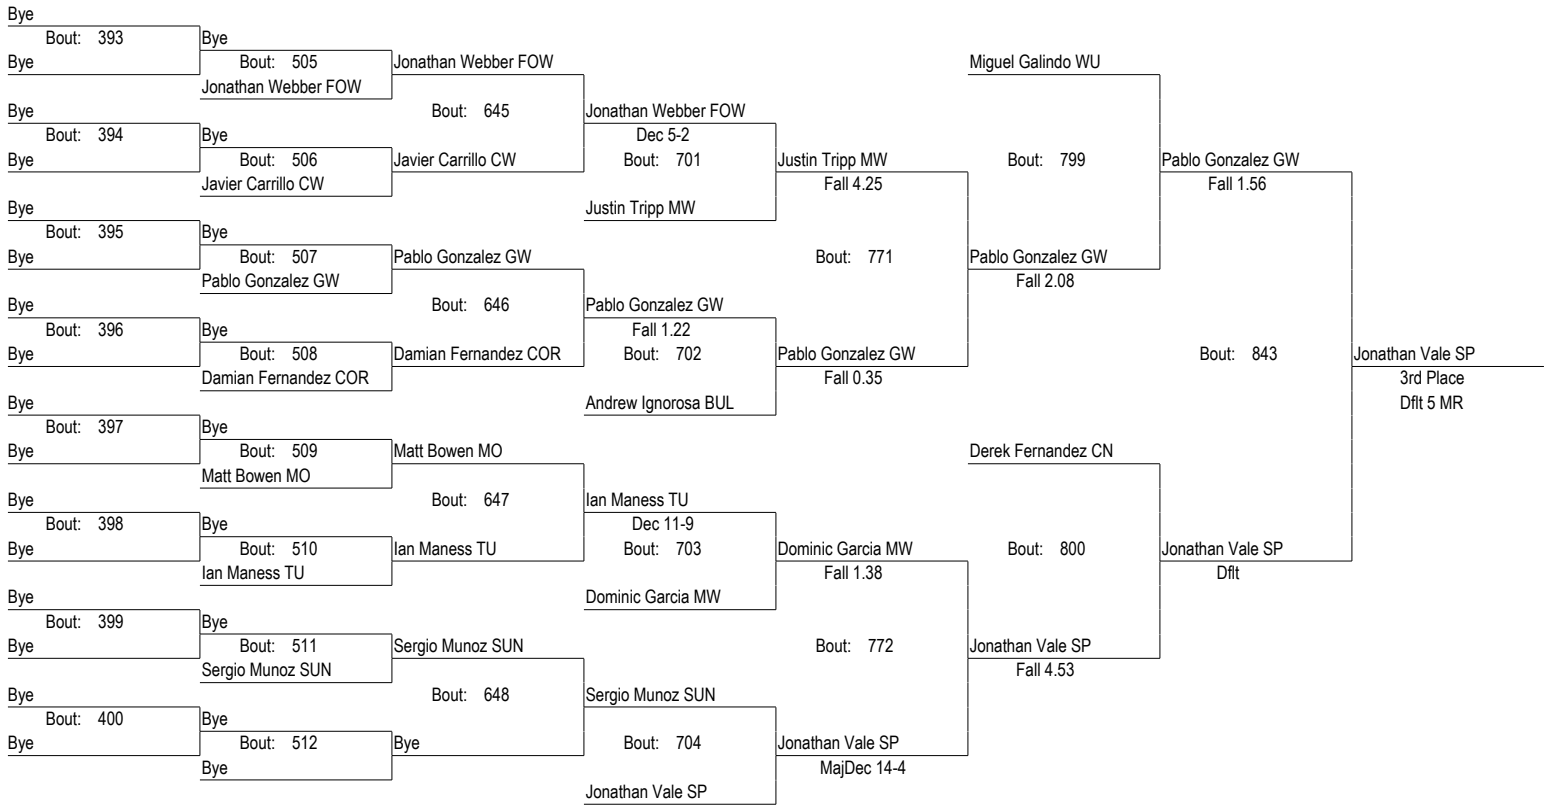 Bye
Bout: 393 Bye
Bye Bout: 505 Jonathan Webber FOW Miguel Galindo WU
Jonathan Webber FOW
Bye Bout: 645 Jonathan Webber FOW
Bout: 394 Bye Dec 5-2
Bye Bout: 506 Javier Carrillo CW Bout: 701 Justin Tripp MW Bout: 799 Pablo Gonzalez GW
Javier Carrillo CW Fall 4.25 Fall 1.56
Bye Justin Tripp MW
Bout: 395 Bye
Bye Bout: 507 Pablo Gonzalez GW Bout: 771 Pablo Gonzalez GW
Pablo Gonzalez GW Fall 2.08
Bye Bout: 646 Pablo Gonzalez GW
Bout: 396 Bye Fall 1.22
Bye Bout: 508 Damian Fernandez COR Bout: 702 Pablo Gonzalez GW Bout: 843 Jonathan Vale SP
Damian Fernandez COR Fall 0.35 3rd Place
Bye Andrew Ignorosa BUL Dflt 5 MR
Bout: 397 Bye
Bye Bout: 509 Matt Bowen MO Derek Fernandez CN
Matt Bowen MO
Bye Bout: 647 Ian Maness TU
Bout: 398 Bye Dec 11-9
Bye Bout: 510 Ian Maness TU Bout: 703 Dominic Garcia MW Bout: 800 Jonathan Vale SP
Ian Maness TU Fall 1.38 Dflt
Bye Dominic Garcia MW
Bout: 399 Bye
Bye Bout: 511 Sergio Munoz SUN Bout: 772 Jonathan Vale SP
Sergio Munoz SUN Fall 4.53
Bye Bout: 648 Sergio Munoz SUN
Bout: 400 Bye
Bye Bout: 512 Bye Bout: 704 Jonathan Vale SP
Bye MajDec 14-4
Jonathan Vale SP